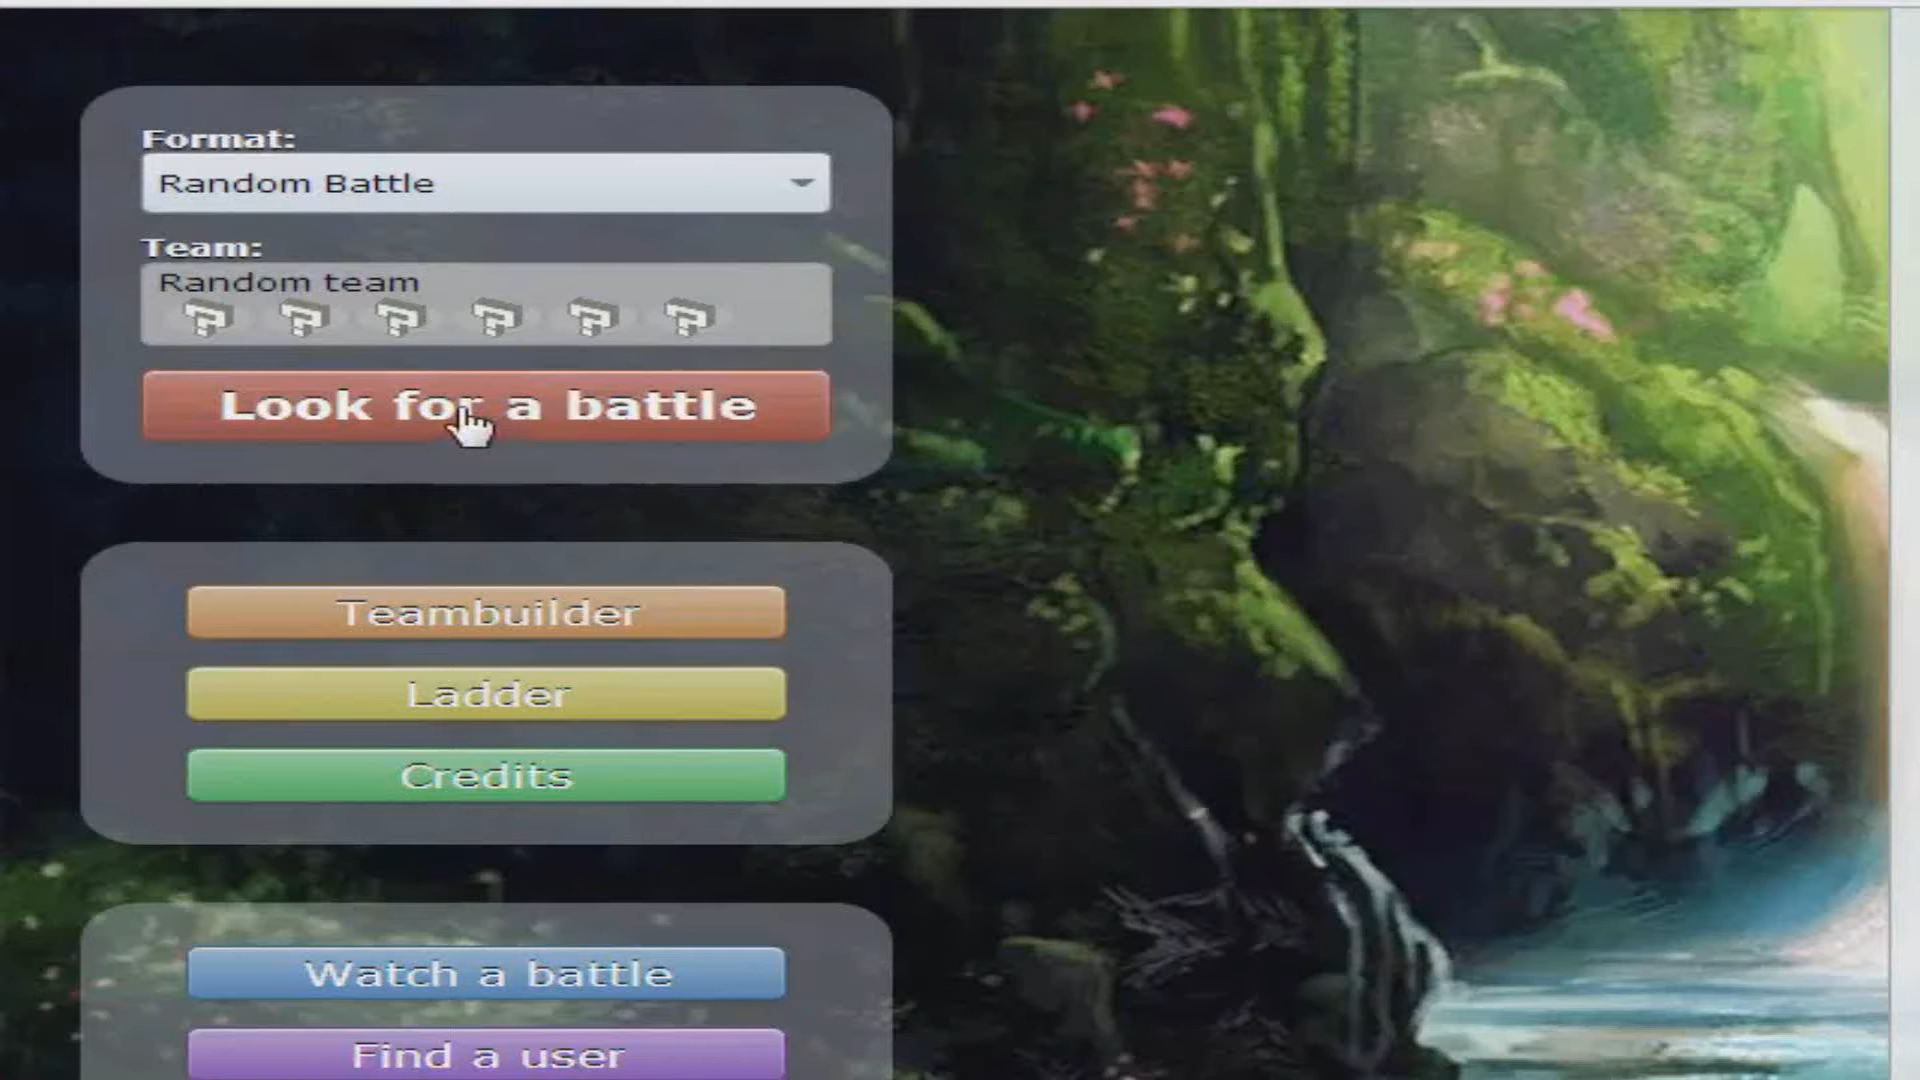 Format:
Random Battle
Team:
Random team
? ? ? ? ? ?
Look for a battle
Teambuilder
Ladder
Credits
Watch a battle
Find a user